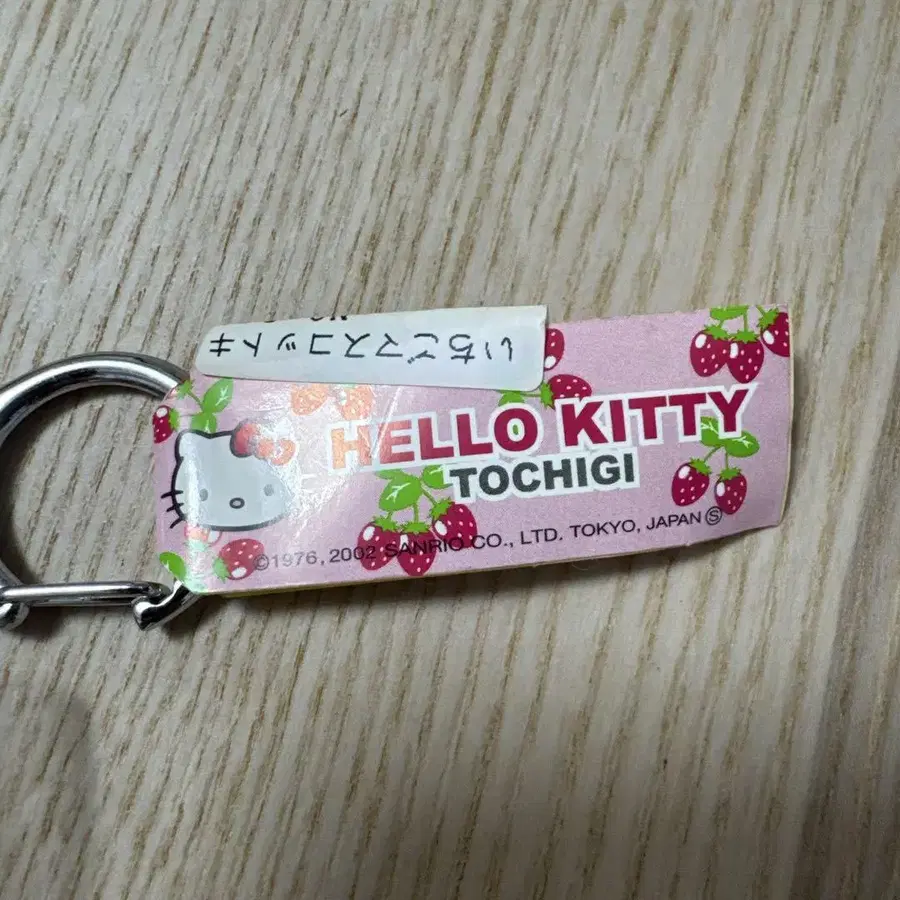 いちごマスコットキ
HELLO KITTY
TOCHIGI
©1976, 2002 SANRIO CO., LTD. TOKYO, JAPAN Ⓢ